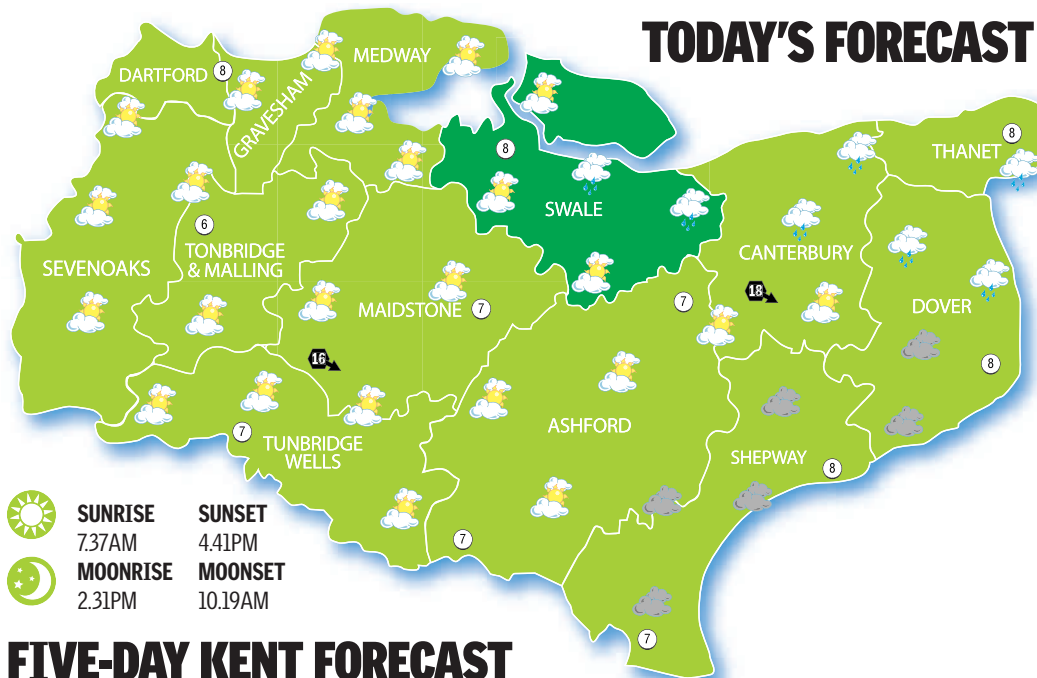 TODAY'S FORECAST
MEDWAY
DARTFORD
8
GRAVESHAM
8
THANET
8
SWALE
6
TONBRIDGE
& MALLING
SEVENOAKS
CANTERBURY
MAIDSTONE
7
7
18
DOVER
16
8
ASHFORD
7
TUNBRIDGE
WELLS
SHEPWAY
8
7
7
SUNRISE SUNSET
7.37AM 4.41PM
MOONRISE MOONSET
2.31PM 10.19AM
FIVE-DAY KENT FORECAST